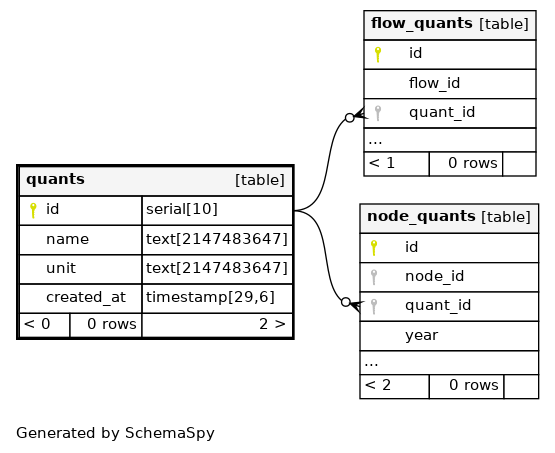 flow_quants [table]
id
flow_id
quant_id
...
< 1 0 rows
quants [table]
id serial[10]
name text[2147483647]
unit text[2147483647]
created_at timestamp[29,6]
< 0 0 rows 2 >
node_quants [table]
id
node_id
quant_id
year
...
< 2 0 rows
Generated by SchemaSpy